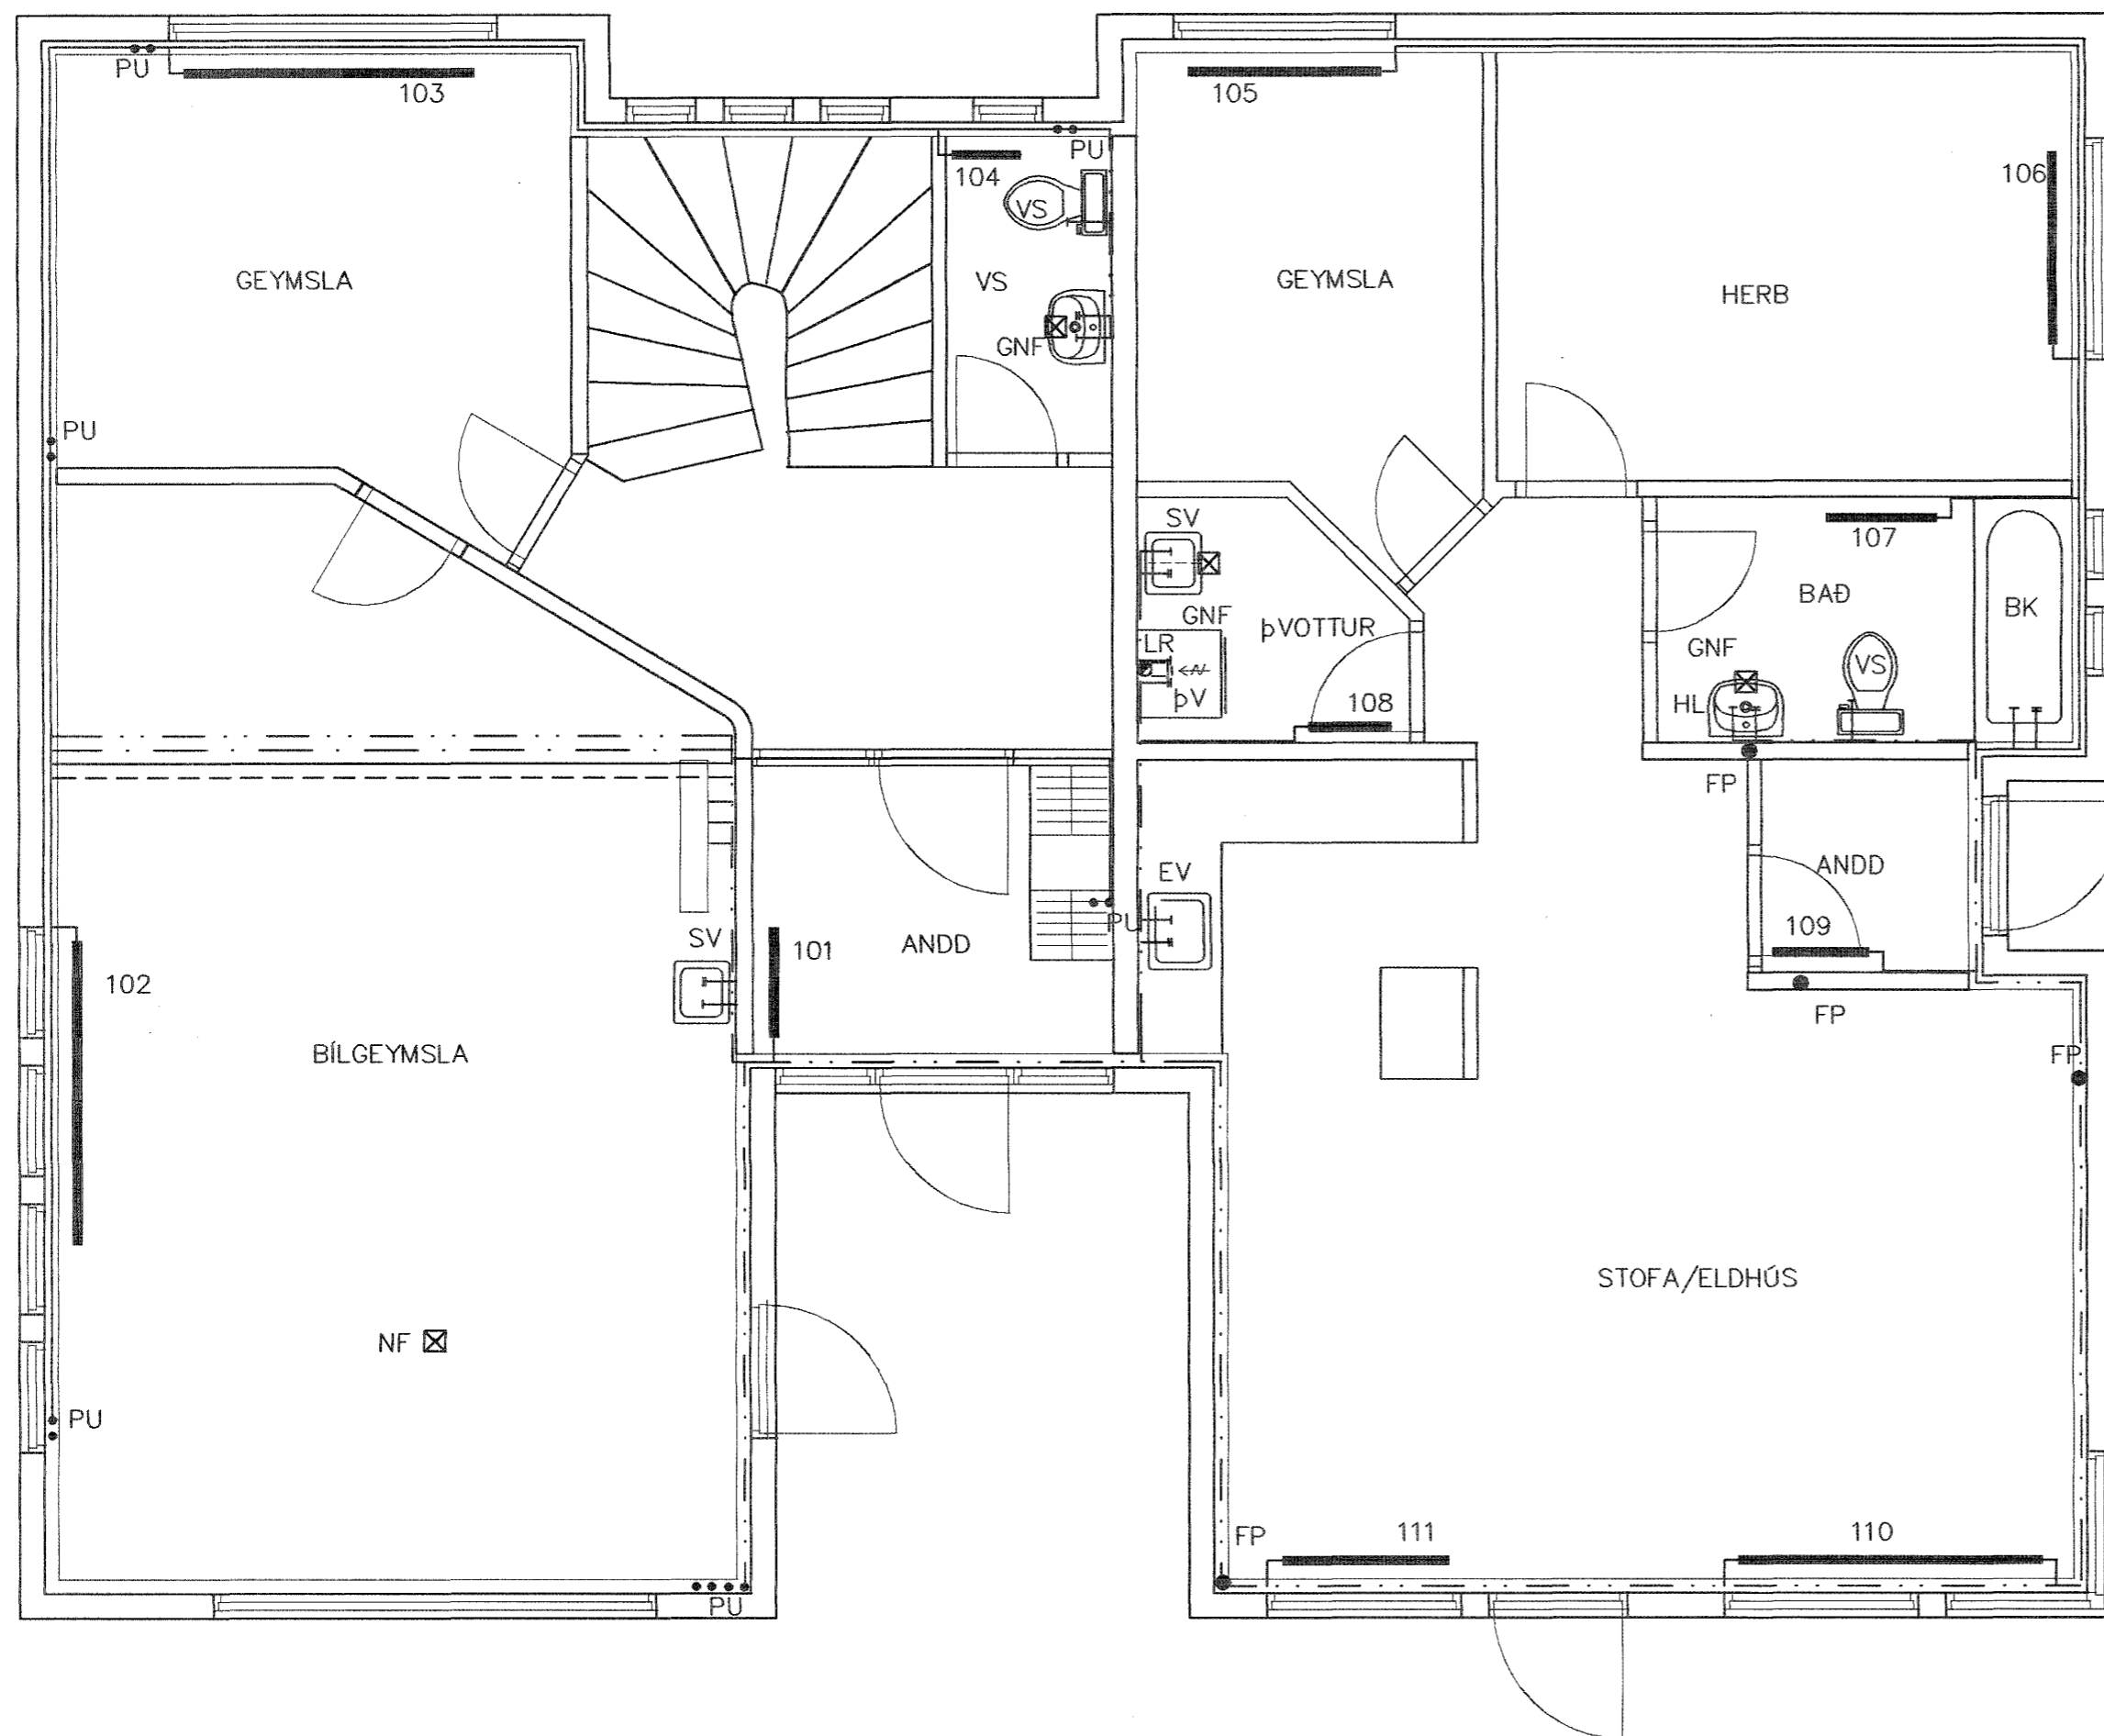 PU
103
105
PU
104
106
VS
GEYMSLA
VS
GEYMSLA
HERB
GNF
PU
SV
107
BAÐ
BK
GNF
ÞVOTTUR
LR
GNF
VS
ÞV
108
HL
FP
EV
ANDD
PU
SV
101
ANDD
109
102
FP
BÍLGEYMSLA
FP
STOFA/ELDHÚS
NF
PU
FP
111
110
PU